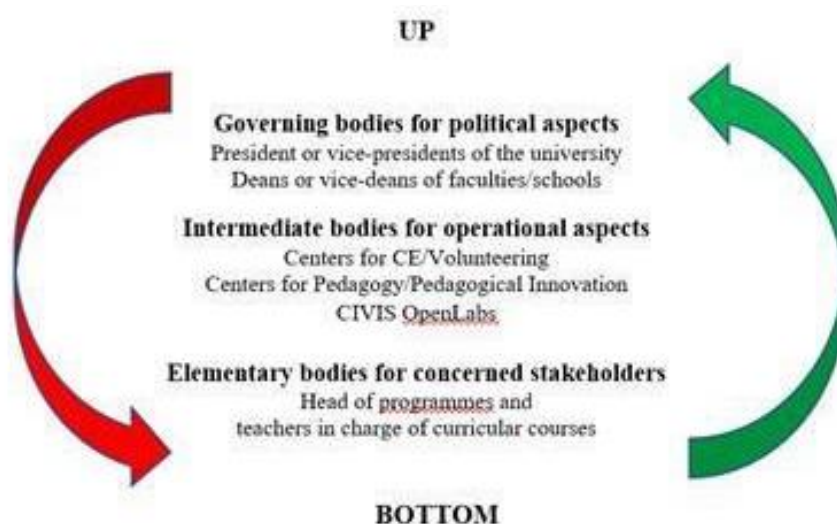 UP
Governing bodies for political aspects
President or vice-presidents of the university
Deans or vice-deans of faculties/schools
Intermediate bodies for operational aspects
Centers for CE/Volunteering
Centers for Pedagogy/Pedagogical Innovation
CIVIS OpenLabs
Elementary bodies for concerned stakeholders
Head of programmes and
teachers in charge of curricular courses
BOTTOM